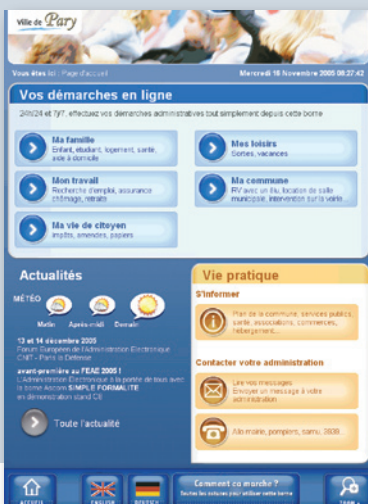 Ville de Pary
Vous êtes ici : Page d'accueil
Mercredi 16 Novembre 2005 08:27:42
Vos démarches en ligne
24h/24 et 7j/7, effectuez vos démarches administratives tout simplement depuis cette borne
Ma famille
Enfant, étudiant, logement, santé,
aide à domicile
Mes loisirs
Sorties, vacances
Mon travail
Recherche d'emploi, assurance
chômage, retraite
Ma commune
RV avec un élu, location de salle
municipale, intervention sur la voirie...
Ma vie de citoyen
Impôts, amendes, papiers...
Actualités
MÉTÉO
Matin
Après-midi
Demain
13 et 14 décembre 2005
Forum Européen de l'Administration Electronique
CNIT - Paris la Défense
avant-première au FEAE 2005 !
L'Administration Electronique à la portée de tous avec
la borne Ascom SIMPLE FORMALITE
en démonstration stand C6
Toute l'actualité
Vie pratique
S'informer
Plan de la commune, services publics,
santé, associations, commerces,
hébergement...
Contacter votre administration
Lire vos messages
Envoyer un message à votre
administration
Allo mairie, pompiers, samu, 3939...
ACCUEIL
ENGLISH
DEUTSCH
Comment ça marche ?
Toutes les astuces pour utiliser cette borne
ZOOM +